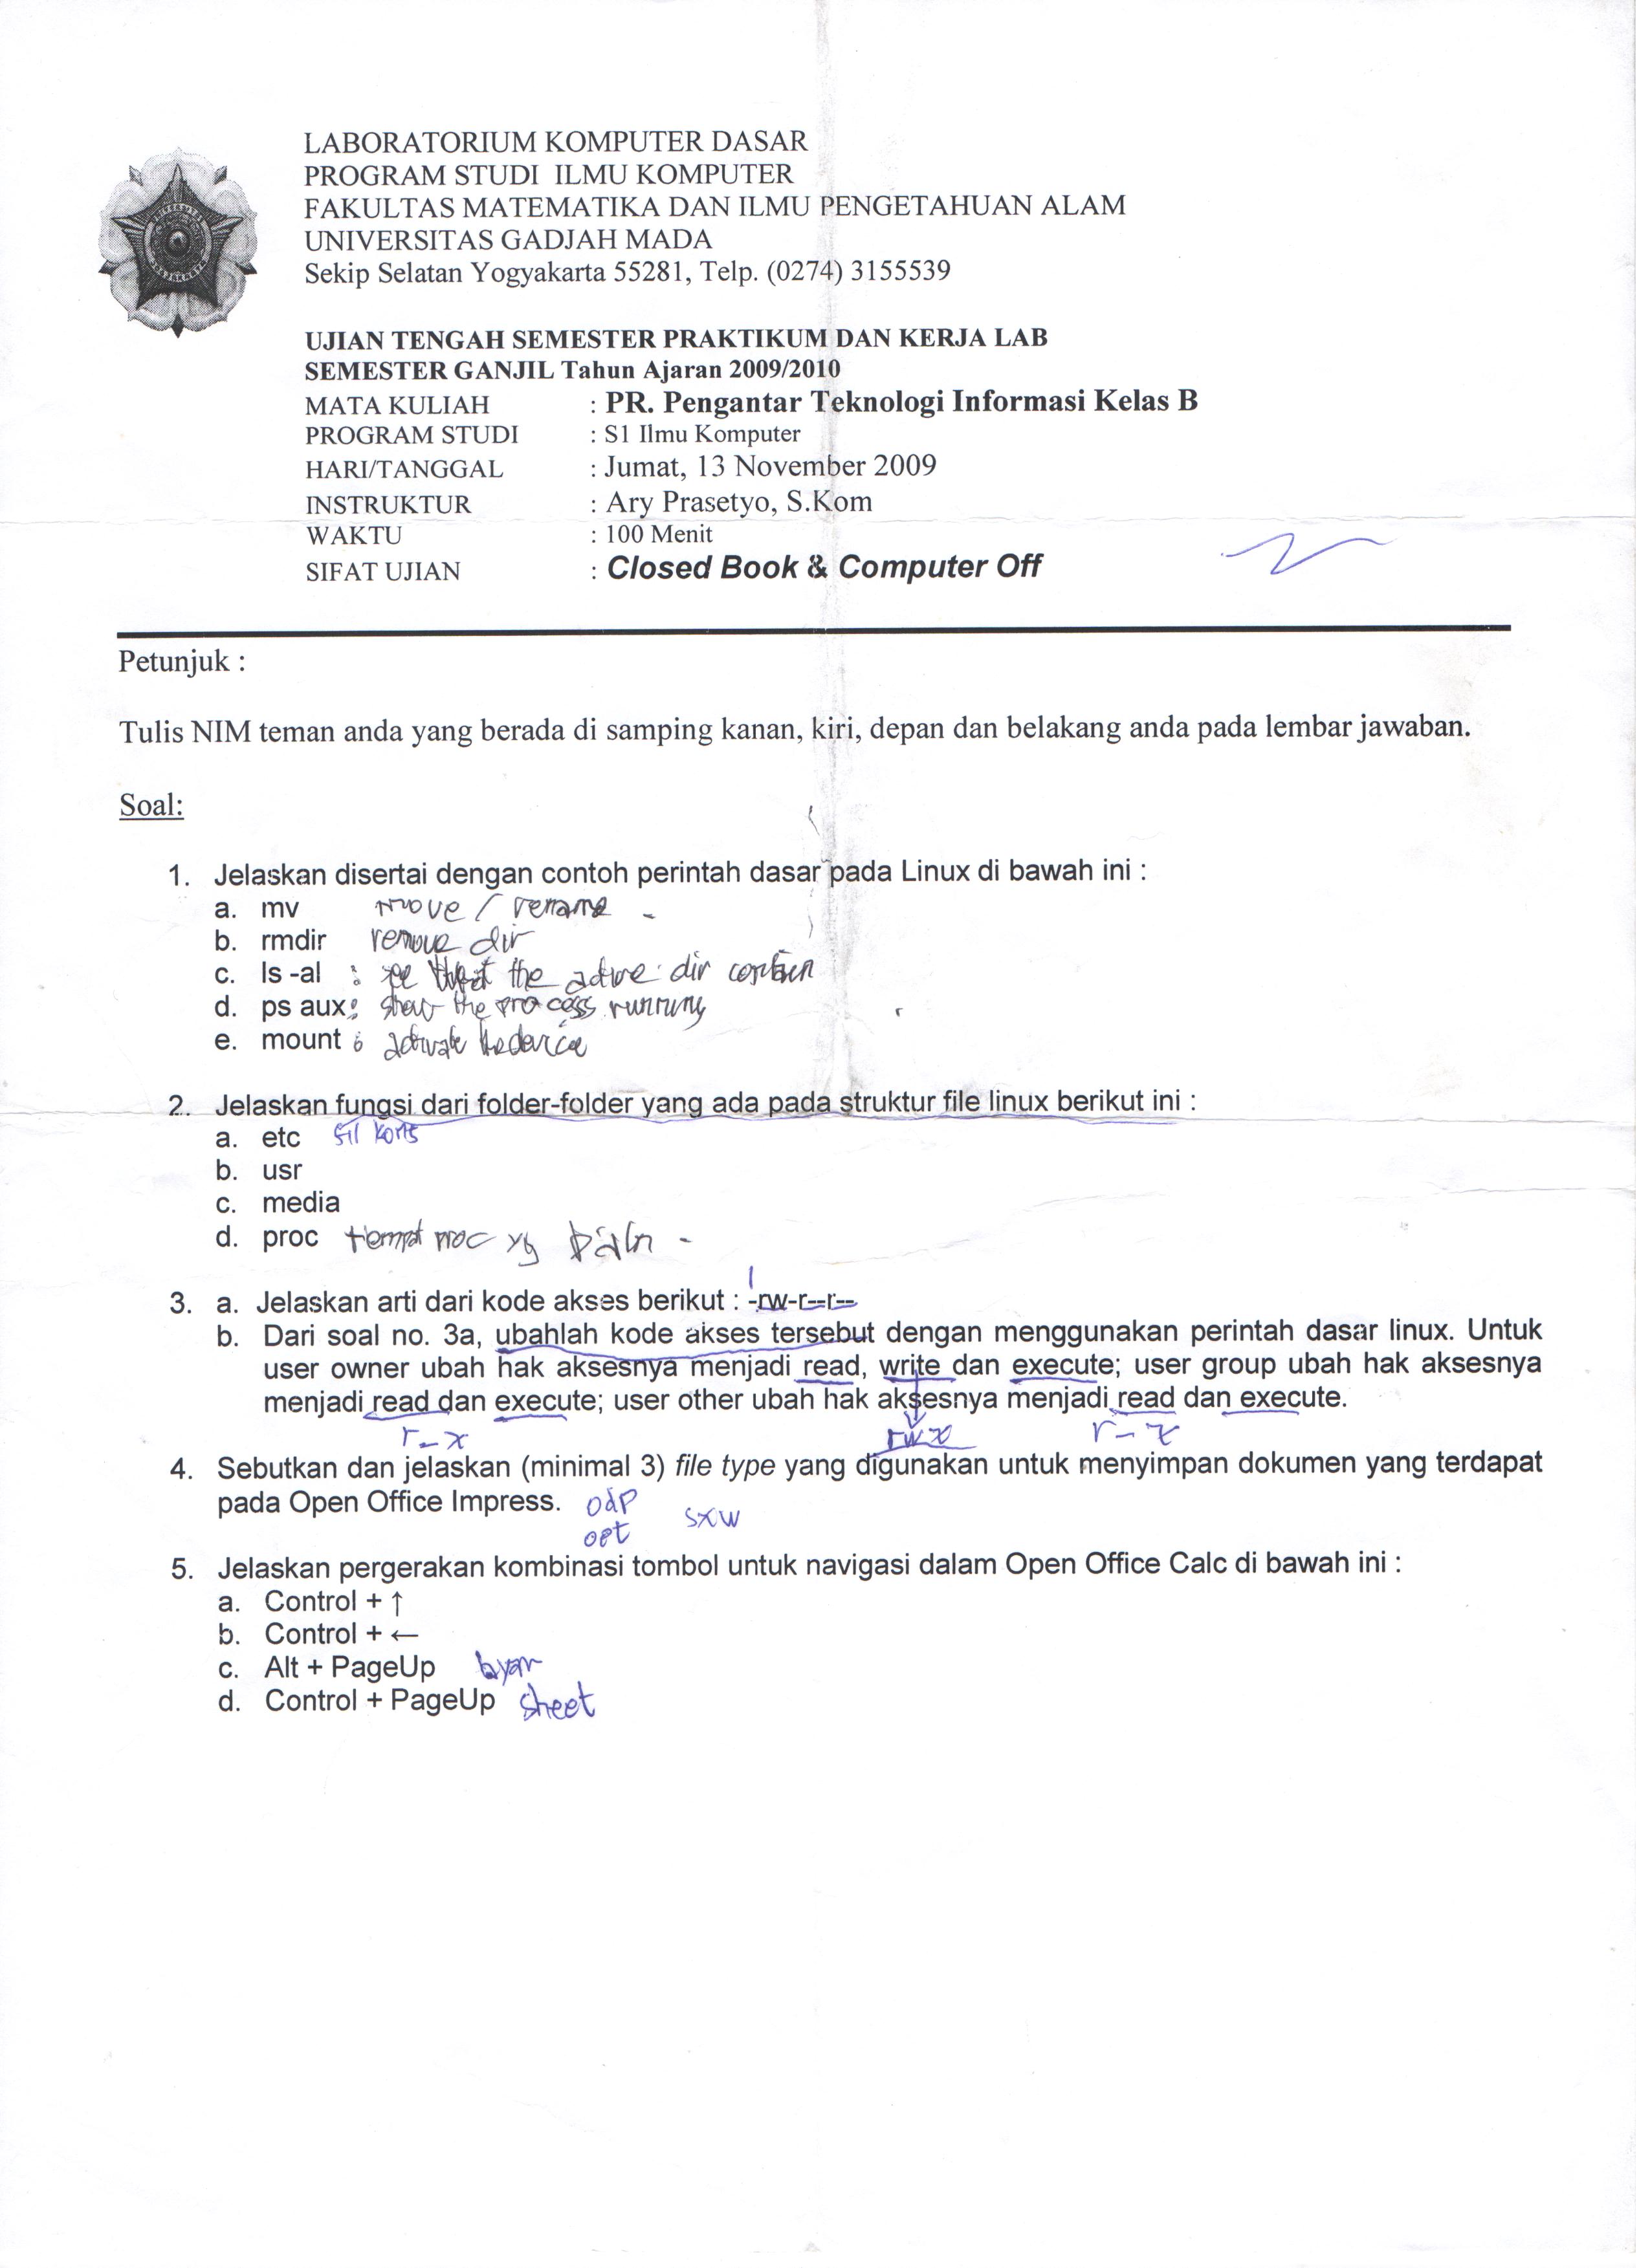 LABORATORIUM KOMPUTER DASAR
PROGRAM STUDI ILMU KOMPUTER
FAKULTAS MATEMATIKA DAN ILMU PENGETAHUAN ALAM
UNIVERSITAS GADJAH MADA
Sekip Selatan Yogyakarta 55281, Telp. (0274) 3155539
UJIAN TENGAH SEMESTER PRAKTIKUM DAN KERJA LAB
SEMESTER GANJIL Tahun Ajaran 2009/2010
MATA KULIAH : PR. Pengantar Teknologi Informasi Kelas B
PROGRAM STUDI : S1 Ilmu Komputer
HARI/TANGGAL : Jumat, 13 November 2009
INSTRUKTUR : Ary Prasetyo, S.Kom
WAKTU : 100 Menit
SIFAT UJIAN : Closed Book & Computer Off
Petunjuk :
Tulis NIM teman anda yang berada di samping kanan, kiri, depan dan belakang anda pada lembar jawaban.
Soal:
1. Jelaskan disertai dengan contoh perintah dasar pada Linux di bawah ini :
a. mv move / rename
b. rmdir remove dir
c. ls -al : the active dir contain
d. ps aux : show the process running
e. mount : activate
2. Jelaskan fungsi dari folder-folder yang ada pada struktur file linux berikut ini :
a. etc
b. usr
c. media
d. proc proc yg
3. a. Jelaskan arti dari kode akses berikut : -rw-r--r--
b. Dari soal no. 3a, ubahlah kode akses tersebut dengan menggunakan perintah dasar linux. Untuk
user owner ubah hak aksesnya menjadi read, write dan execute; user group ubah hak aksesnya
menjadi read dan execute; user other ubah hak aksesnya menjadi read dan execute.
r-x rwx r-x
4. Sebutkan dan jelaskan (minimal 3) file type yang digunakan untuk menyimpan dokumen yang terdapat
pada Open Office Impress. odp sxw
5. Jelaskan pergerakan kombinasi tombol untuk navigasi dalam Open Office Calc di bawah ini :
a. Control + ↑
b. Control + ←
c. Alt + PageUp
d. Control + PageUp sheet